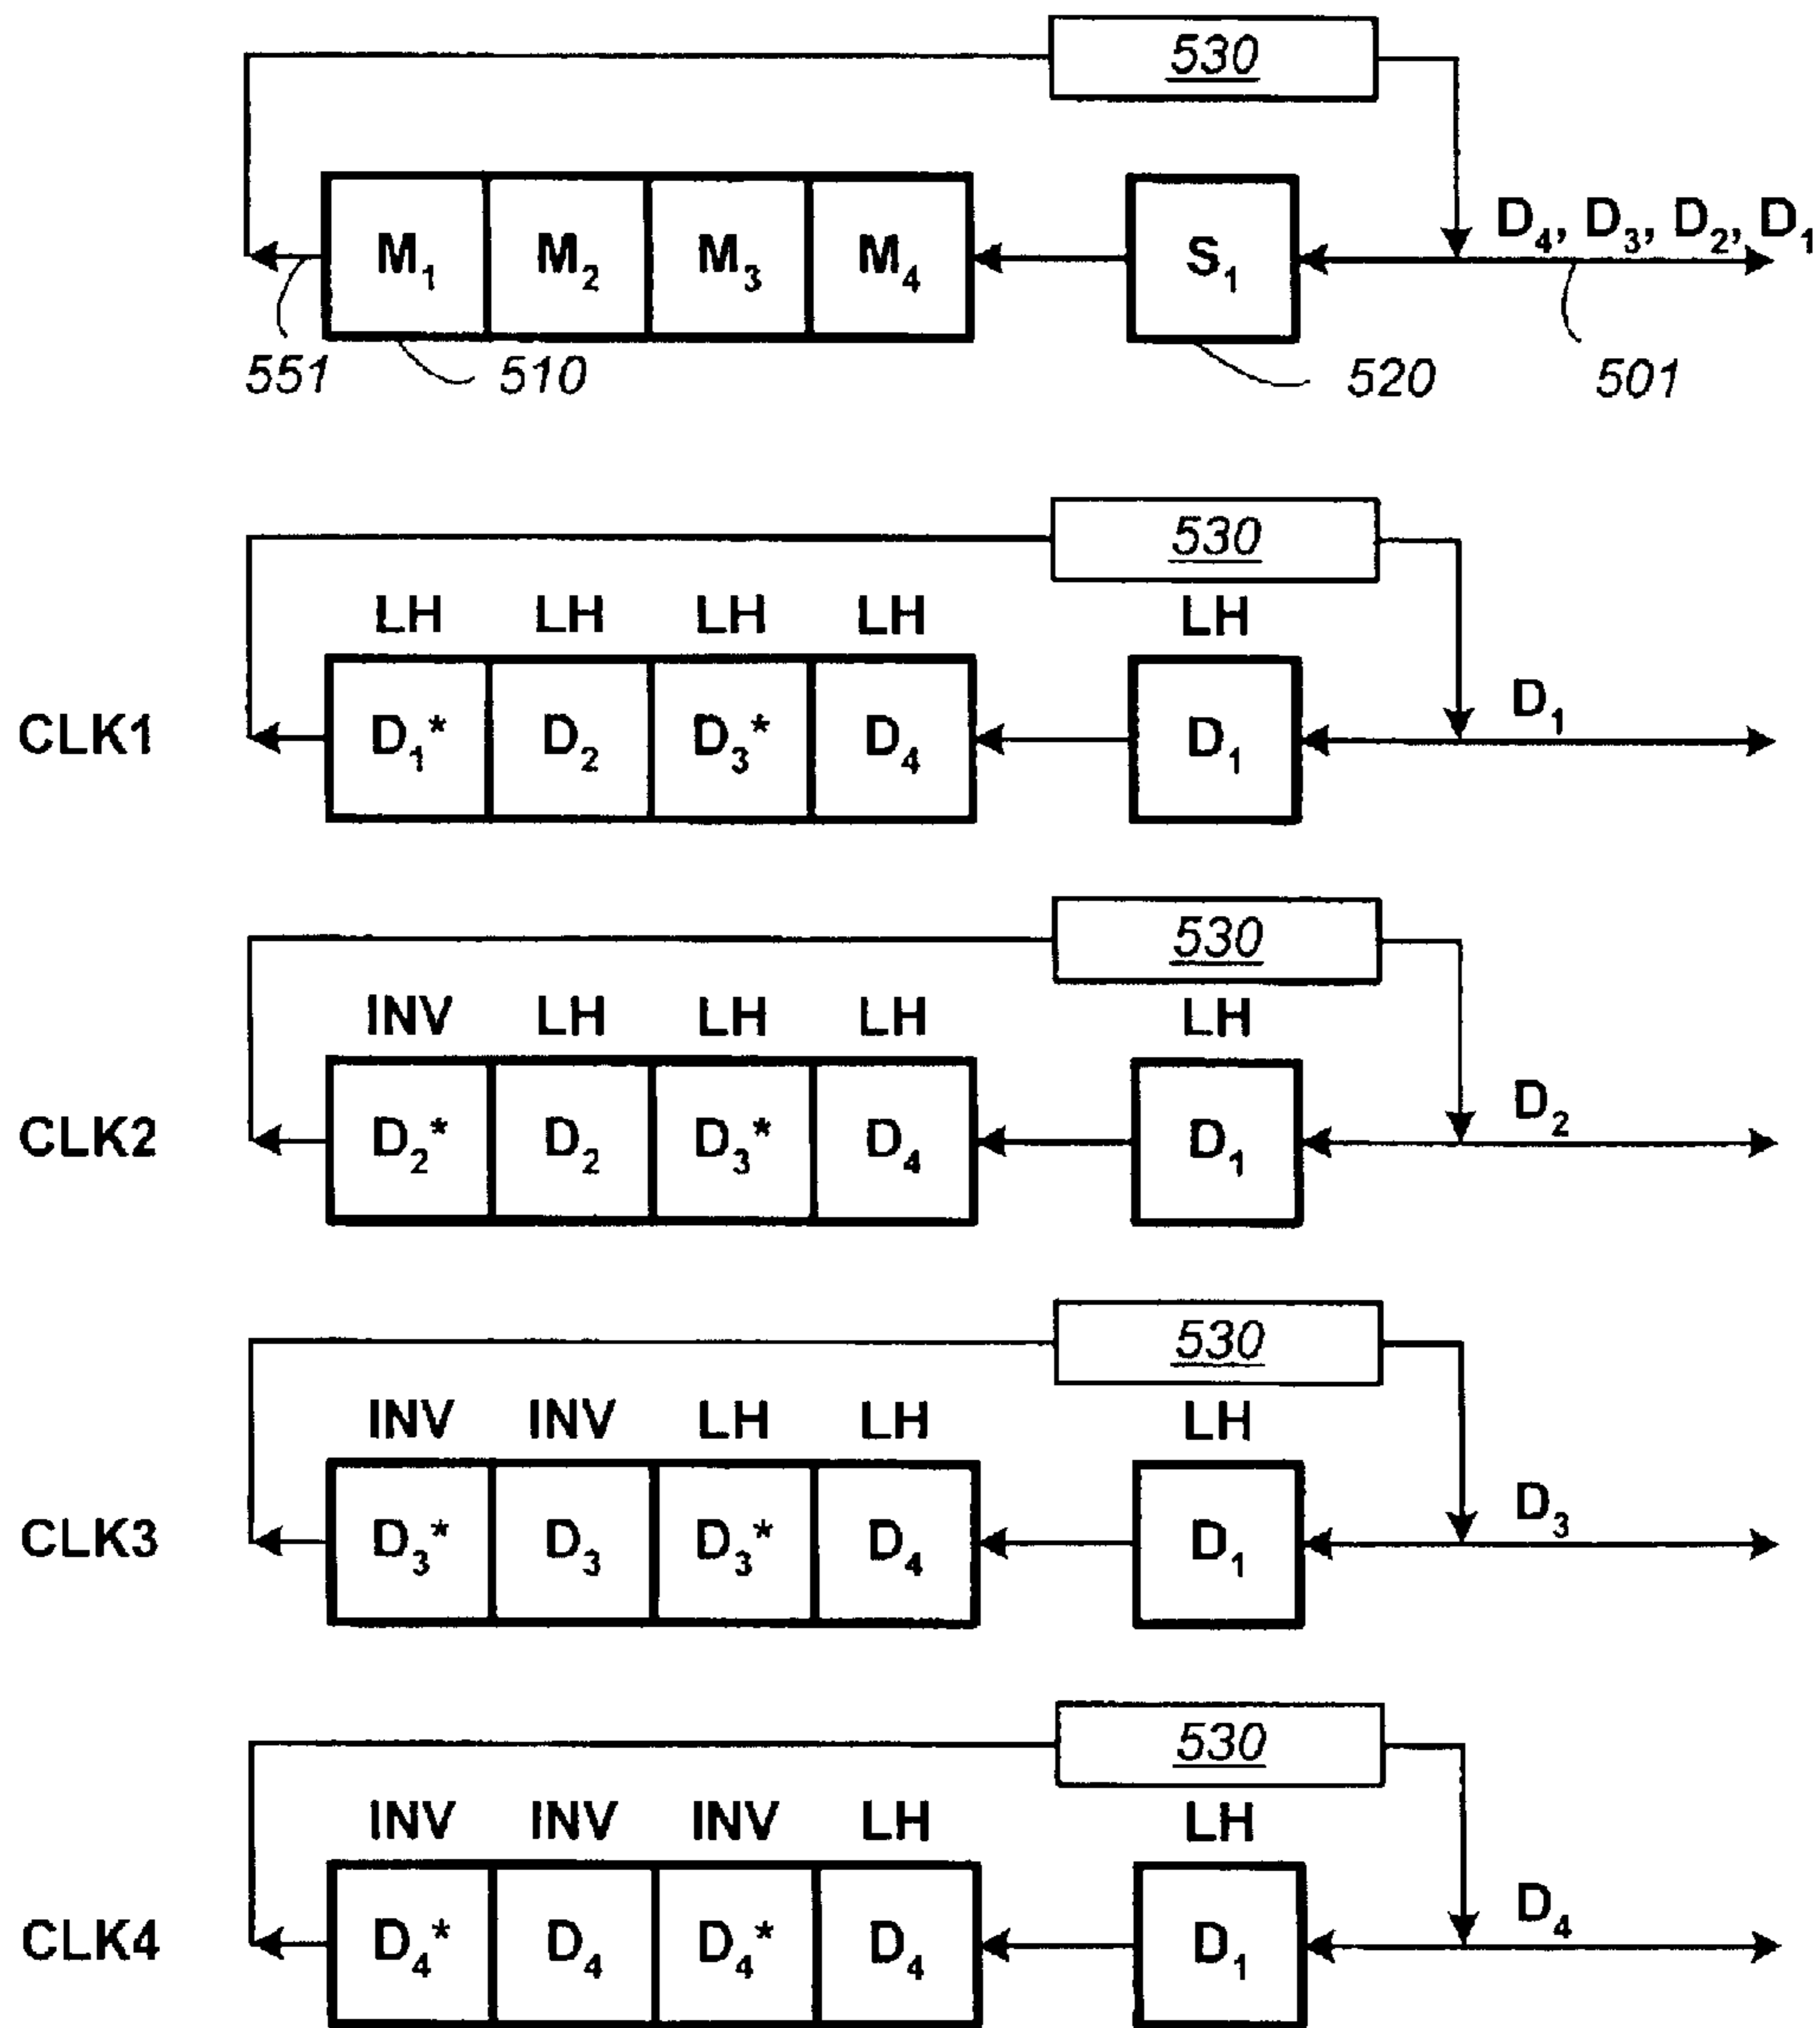 530
M₁ M₂ M₃ M₄ S₁ D₄, D₃, D₂, D₁
551 510 520 501
530
LH LH LH LH LH
CLK1 D₁* D₂ D₃* D₄ D₁ D₁
530
INV LH LH LH LH
CLK2 D₂* D₂ D₃* D₄ D₁ D₂
530
INV INV LH LH LH
CLK3 D₃* D₃ D₃* D₄ D₁ D₃
530
INV INV INV LH LH
CLK4 D₄* D₄ D₄* D₄ D₁ D₄